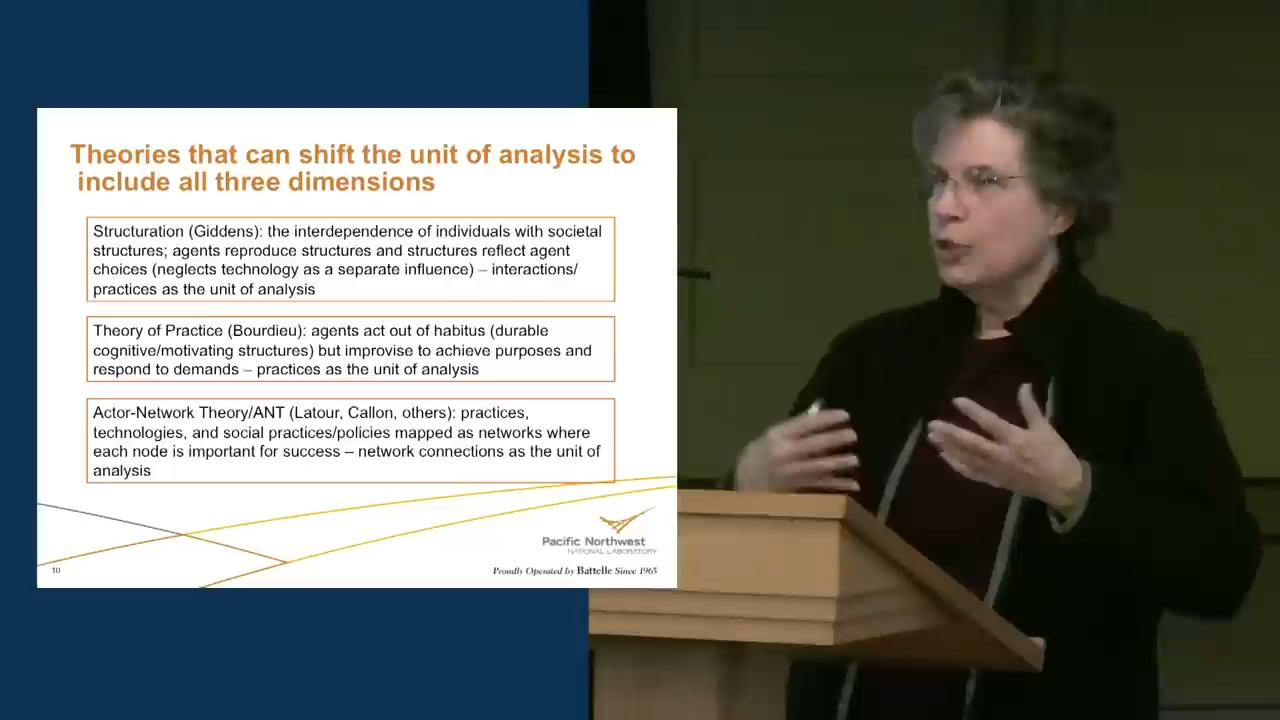 Theories that can shift the unit of analysis to
include all three dimensions
Structuration (Giddens): the interdependence of individuals with societal
structures; agents reproduce structures and structures reflect agent
choices (neglects technology as a separate influence) – interactions/
practices as the unit of analysis
Theory of Practice (Bourdieu): agents act out of habitus (durable
cognitive/motivating structures) but improvise to achieve purposes and
respond to demands – practices as the unit of analysis
Actor-Network Theory/ANT (Latour, Callon, others): practices,
technologies, and social practices/policies mapped as networks where
each node is important for success – network connections as the unit of
analysis
Pacific Northwest
NATIONAL LABORATORY
10
Proudly Operated by Battelle Since 1965